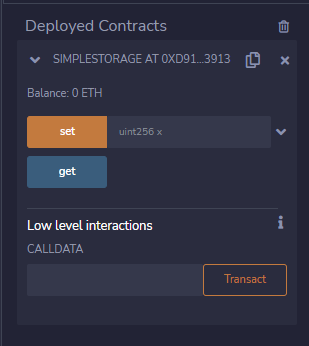 Deployed Contracts
SIMPLESTORAGE AT 0XD91...3913
Balance: 0 ETH
set uint256 x
get
Low level interactions
CALLDATA
Transact